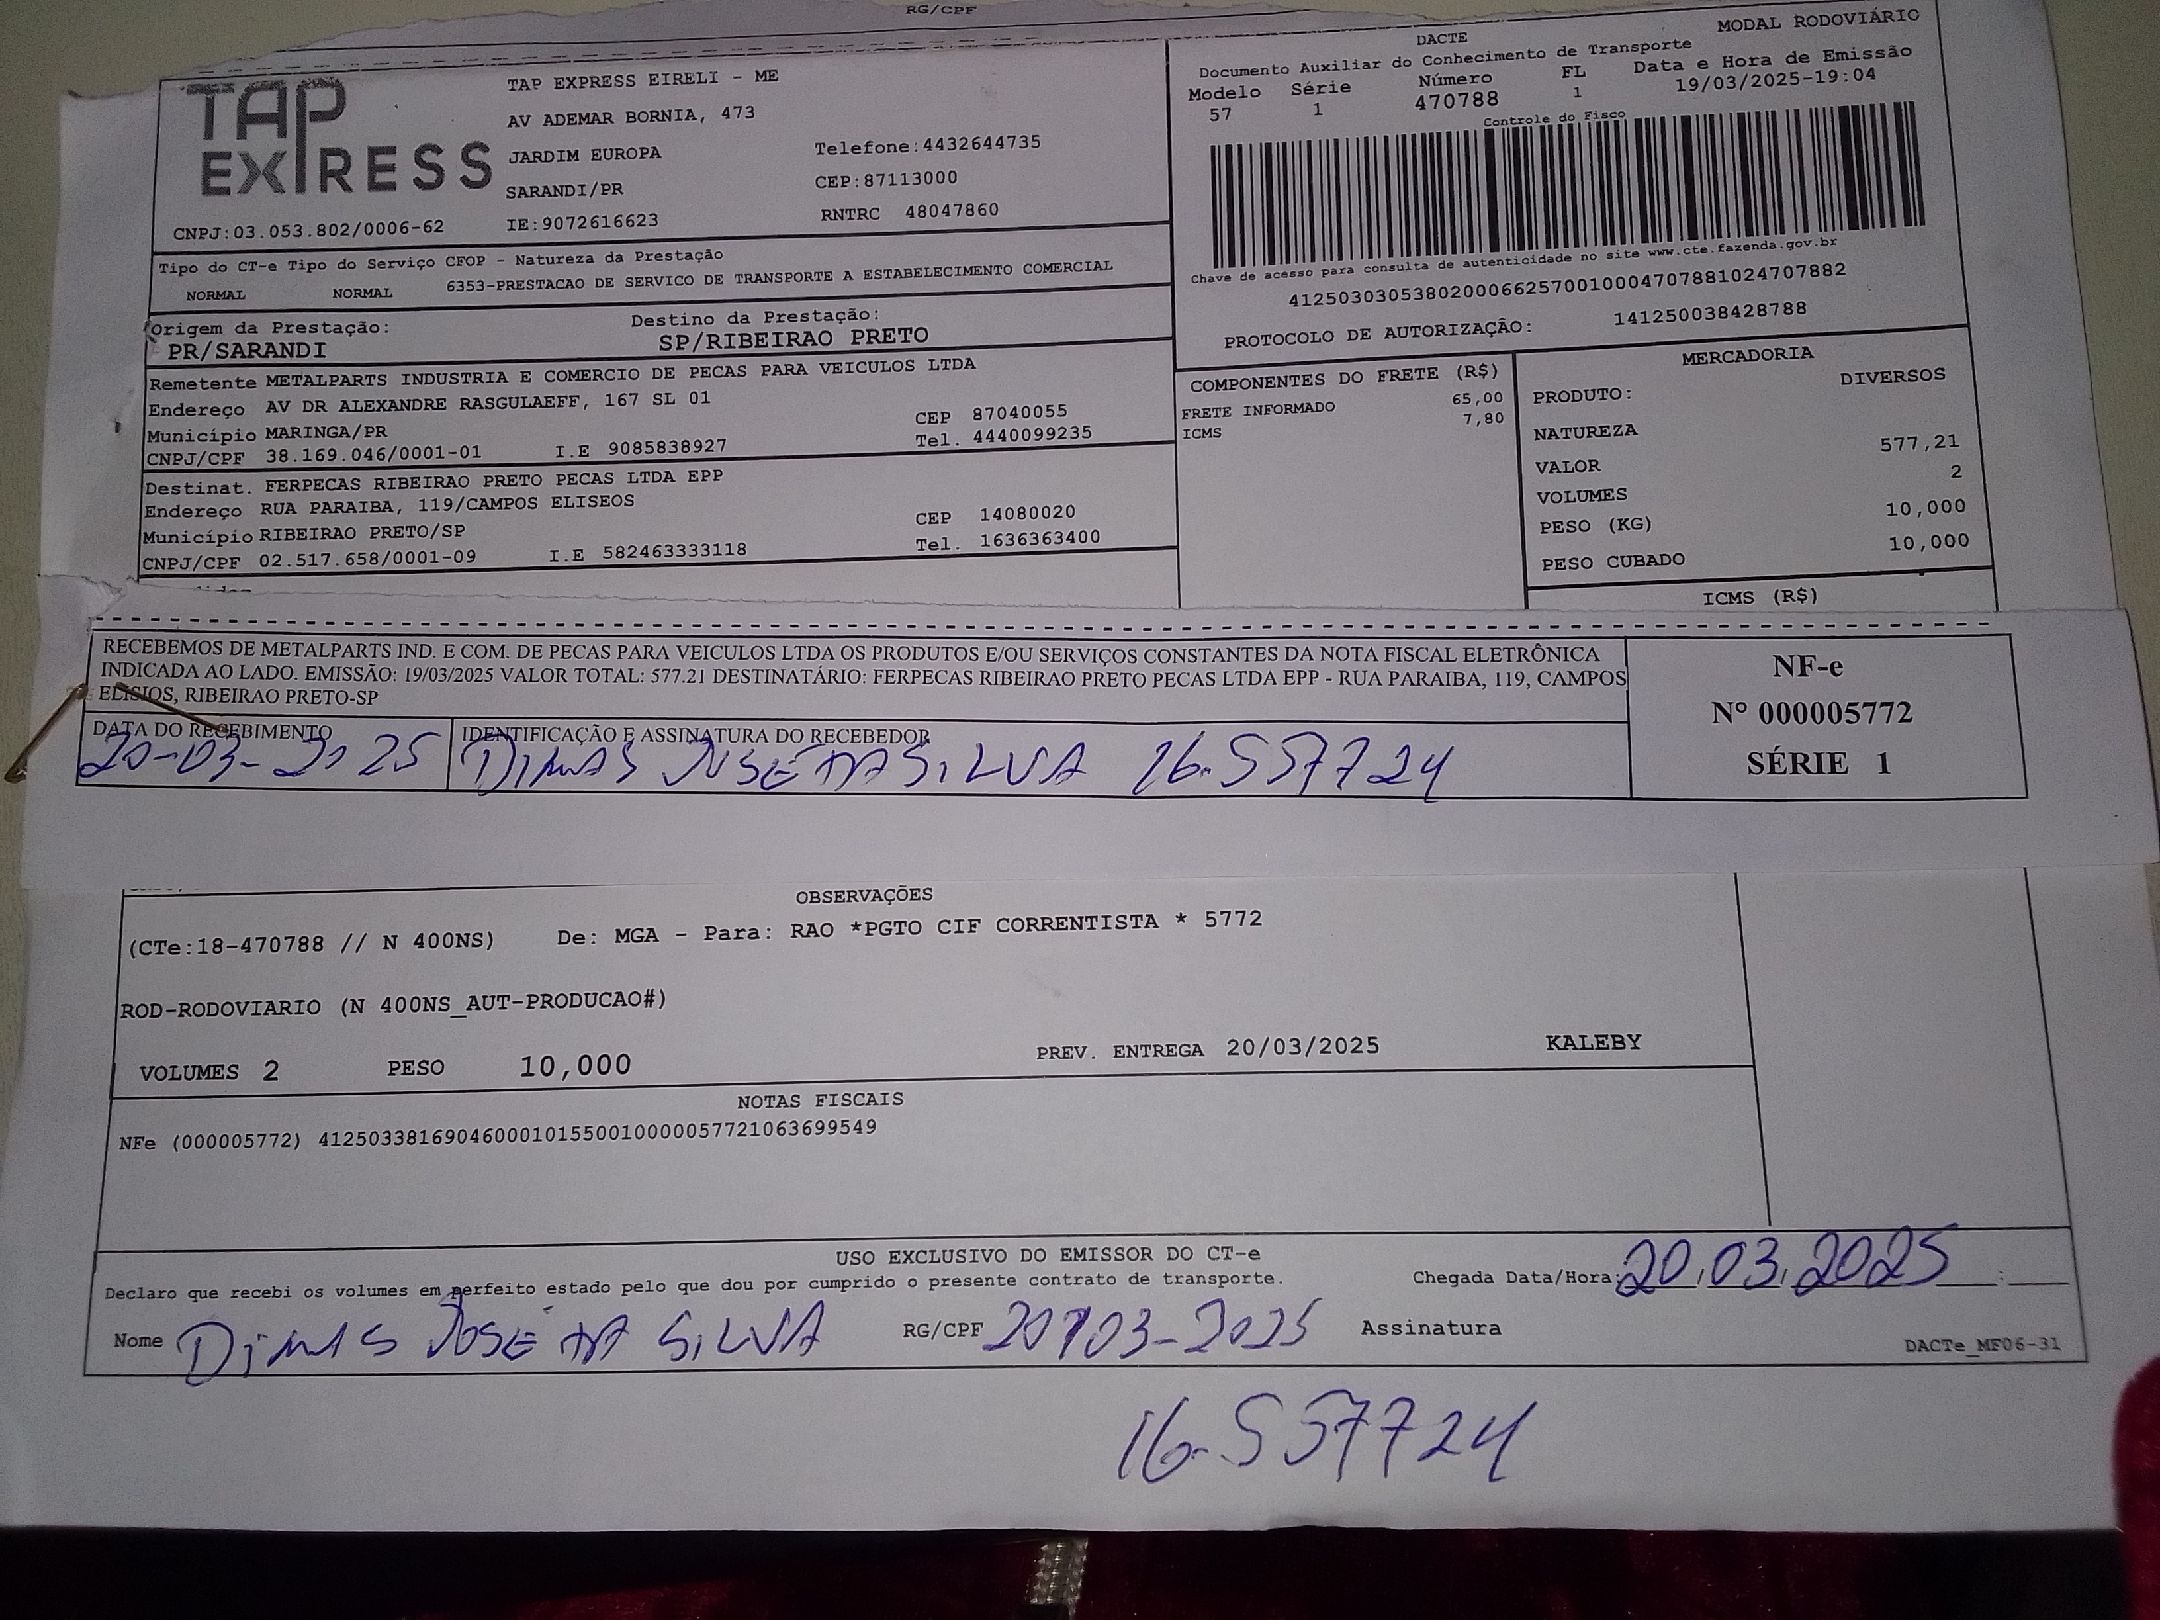 RG/CPF
TAP EXPRESS
TAP EXPRESS EIRELI - ME
AV ADEMAR BORNIA, 473
JARDIM EUROPA Telefone:4432644735
SARANDI/PR CEP:87113000
CNPJ:03.053.802/0006-62 IE:9072616623 RNTRC 48047860
DACTE MODAL RODOVIÁRIO
Documento Auxiliar do Conhecimento de Transporte
Modelo Série Número FL Data e Hora de Emissão
57 1 470788 1 19/03/2025-19:04
Controle do Fisco
Chave de acesso para consulta de autenticidade no site www.cte.fazenda.gov.br
41250303053802000662570010004707881024707882
PROTOCOLO DE AUTORIZAÇÃO: 141250038428788
Tipo do CT-e Tipo do Serviço CFOP - Natureza da Prestação
NORMAL NORMAL 6353-PRESTACAO DE SERVICO DE TRANSPORTE A ESTABELECIMENTO COMERCIAL
Origem da Prestação: Destino da Prestação:
PR/SARANDI SP/RIBEIRAO PRETO
Remetente METALPARTS INDUSTRIA E COMERCIO DE PECAS PARA VEICULOS LTDA
Endereço AV DR ALEXANDRE RASGULAEFF, 167 SL 01
Município MARINGA/PR CEP 87040055
CNPJ/CPF 38.169.046/0001-01 I.E 9085838927 Tel. 4440099235
Destinat. FERPECAS RIBEIRAO PRETO PECAS LTDA EPP
Endereço RUA PARAIBA, 119/CAMPOS ELISEOS
Município RIBEIRAO PRETO/SP CEP 14080020
CNPJ/CPF 02.517.658/0001-09 I.E 582463333118 Tel. 1636363400
COMPONENTES DO FRETE (R$)
FRETE INFORMADO 65,00
ICMS 7,80
MERCADORIA
PRODUTO: DIVERSOS
NATUREZA
VALOR 577,21
VOLUMES 2
PESO (KG) 10,000
PESO CUBADO 10,000
ICMS (R$)
RECEBEMOS DE METALPARTS IND. E COM. DE PECAS PARA VEICULOS LTDA OS PRODUTOS E/OU SERVIÇOS CONSTANTES DA NOTA FISCAL ELETRÔNICA
INDICADA AO LADO. EMISSÃO: 19/03/2025 VALOR TOTAL: 577.21 DESTINATÁRIO: FERPECAS RIBEIRAO PRETO PECAS LTDA EPP - RUA PARAIBA, 119, CAMPOS
ELISIOS, RIBEIRAO PRETO-SP
DATA DO RECEBIMENTO IDENTIFICAÇÃO E ASSINATURA DO RECEBEDOR
20-03-2025 DIMAS JOSE DA SILVA 16.557724
NF-e
Nº 000005772
SÉRIE 1
OBSERVAÇÕES
(CTe:18-470788 // N 400NS) De: MGA - Para: RAO *PGTO CIF CORRENTISTA * 5772
ROD-RODOVIARIO (N 400NS_AUT-PRODUCAO#)
VOLUMES 2 PESO 10,000 PREV. ENTREGA 20/03/2025 KALEBY
NOTAS FISCAIS
NFe (000005772) 41250338169046000101550010000057721063699549
USO EXCLUSIVO DO EMISSOR DO CT-e
Declaro que recebi os volumes em perfeito estado pelo que dou por cumprido o presente contrato de transporte. Chegada Data/Hora: 20,03,2025 :
Nome DIMAS JOSE DA SILVA RG/CPF 20/03-2025 Assinatura
DACTe_MF06-31
16.557724